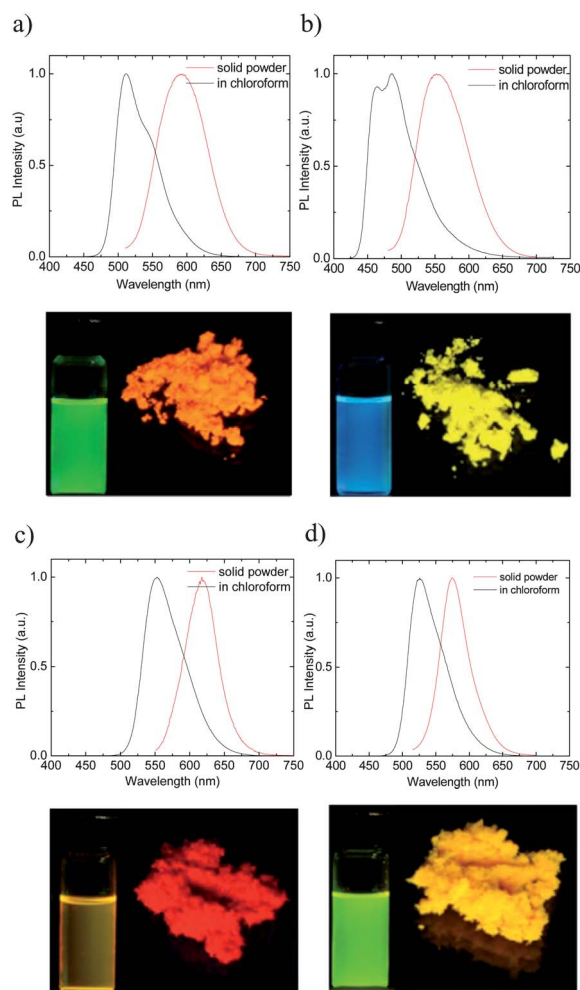 a)
b)
1.0
0.5
0.0
PL Intensity (a.u)
solid powder
in chloroform
400 450 500 550 600 650 700 750
Wavelength (nm)
1.0
0.5
0.0
PL Intensity (a.u.)
solid powder
in chloroform
400 450 500 550 600 650 700 750
Wavelength (nm)
c)
d)
1.0
0.5
0.0
PL Intensity (a.u.)
solid powder
in chloroform
400 450 500 550 600 650 700 750
Wavelength (nm)
1.0
0.5
0.0
PL Intensity (a.u.)
solid powder
in chloroform
400 450 500 550 600 650 700 750
Wavelength (nm)